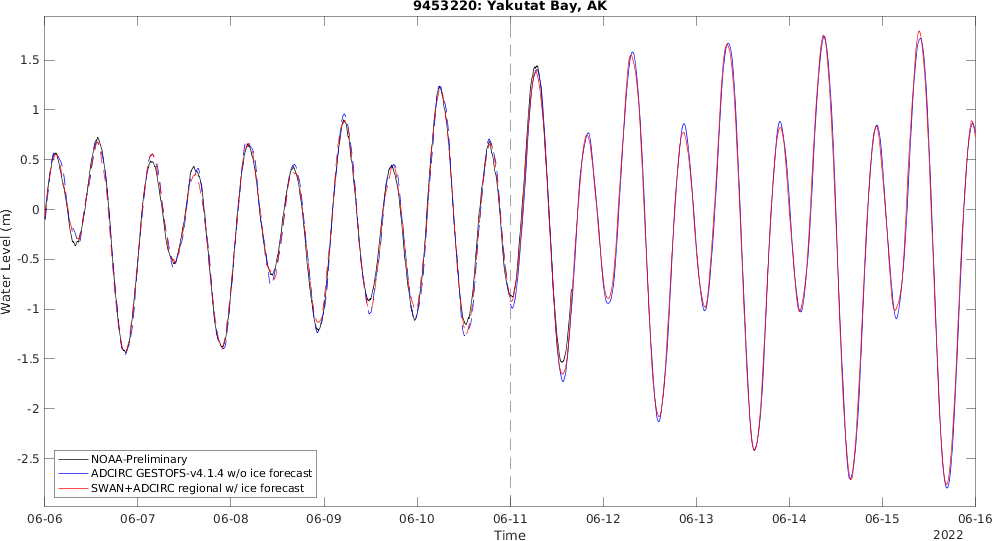 9453220: Yakutat Bay, AK
Water Level (m)
1.5
1
0.5
0
-0.5
-1
-1.5
-2
-2.5
NOAA-Preliminary
ADCIRC GESTOFS-v4.1.4 w/o ice forecast
SWAN+ADCIRC regional w/ ice forecast
06-06 06-07 06-08 06-09 06-10 06-11 06-12 06-13 06-14 06-15 06-16
Time
2022